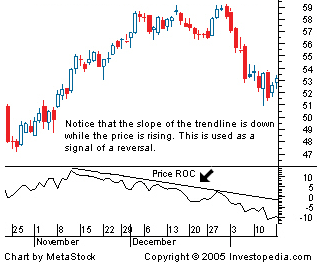 59
58
57
56
55
54
53
52
51
50
49
48
47
Notice that the slope of the trendline is down
while the price is rising. This is used as a
signal of a reversal.
Price ROC
10
5
0
-5
-10
25 1 8 15 22 29 6 13 20 27 3 10
November December
Chart by MetaStock Copyright © 2005 Investopedia.com